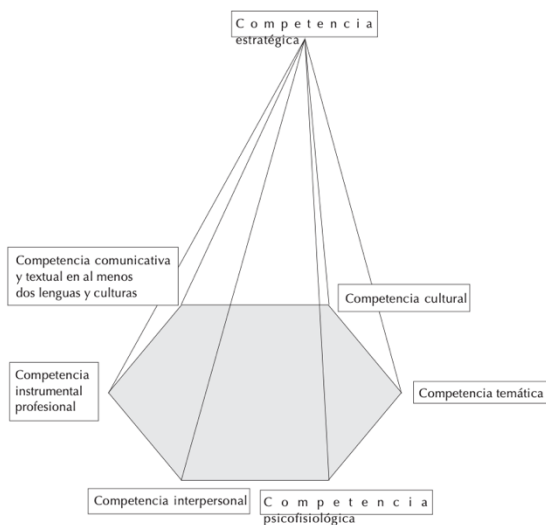 Competencia
estratégica
Competencia comunicativa
y textual en al menos
dos lenguas y culturas
Competencia cultural
Competencia
instrumental
profesional
Competencia temática
Competencia interpersonal
Competencia
psicofisiológica